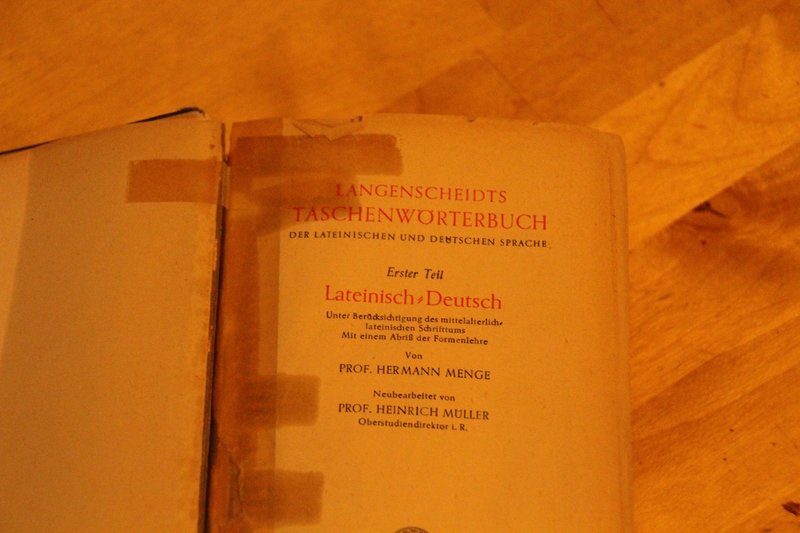 LANGENSCHEIDTS
TASCHENWÖRTERBUCH
DER LATEINISCHEN UND DEUTSCHEN SPRACHE
Erster Teil
Lateinisch-Deutsch
Unter Berücksichtigung des mittelalterlich-
lateinischen Schrifttums
Mit einem Abriß der Formenlehre
Von
PROF. HERMANN MENGE
Neubearbeitet von
PROF. HEINRICH MÜLLER
Oberstudiendirektor i. R.